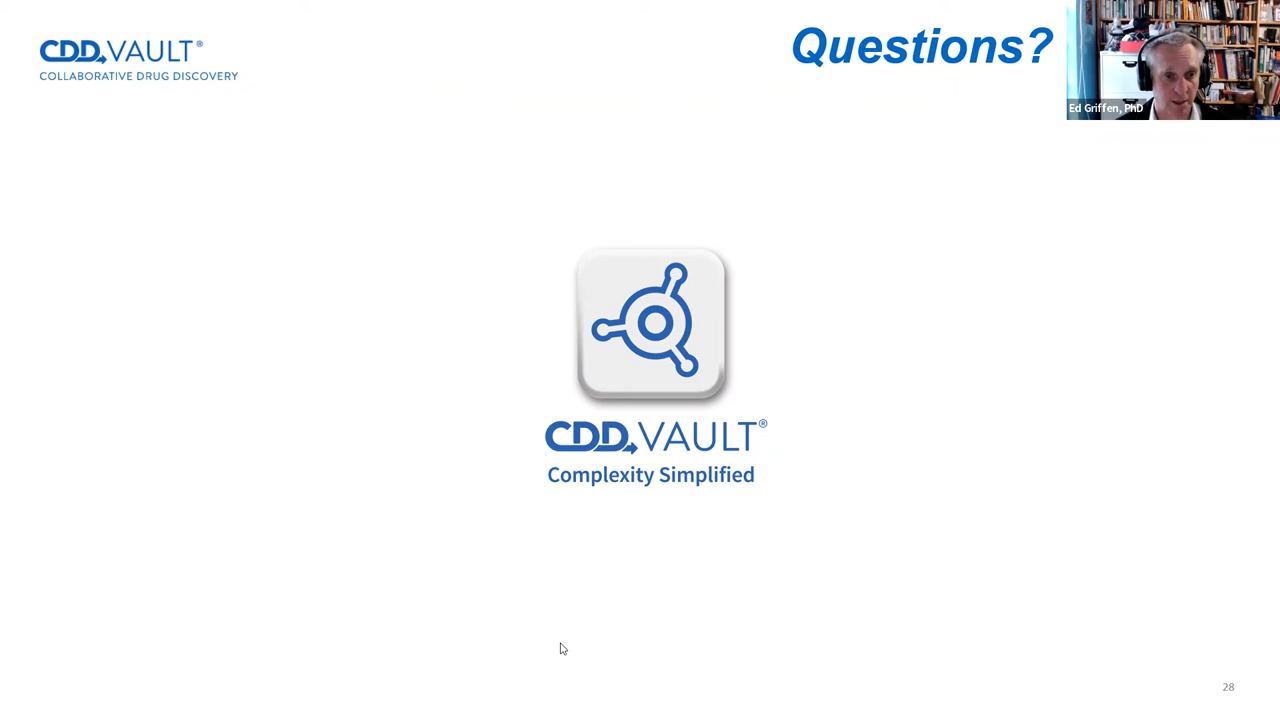 CDD VAULT®
COLLABORATIVE DRUG DISCOVERY
Questions?
Ed Griffen, PhD
CDD VAULT®
Complexity Simplified
28